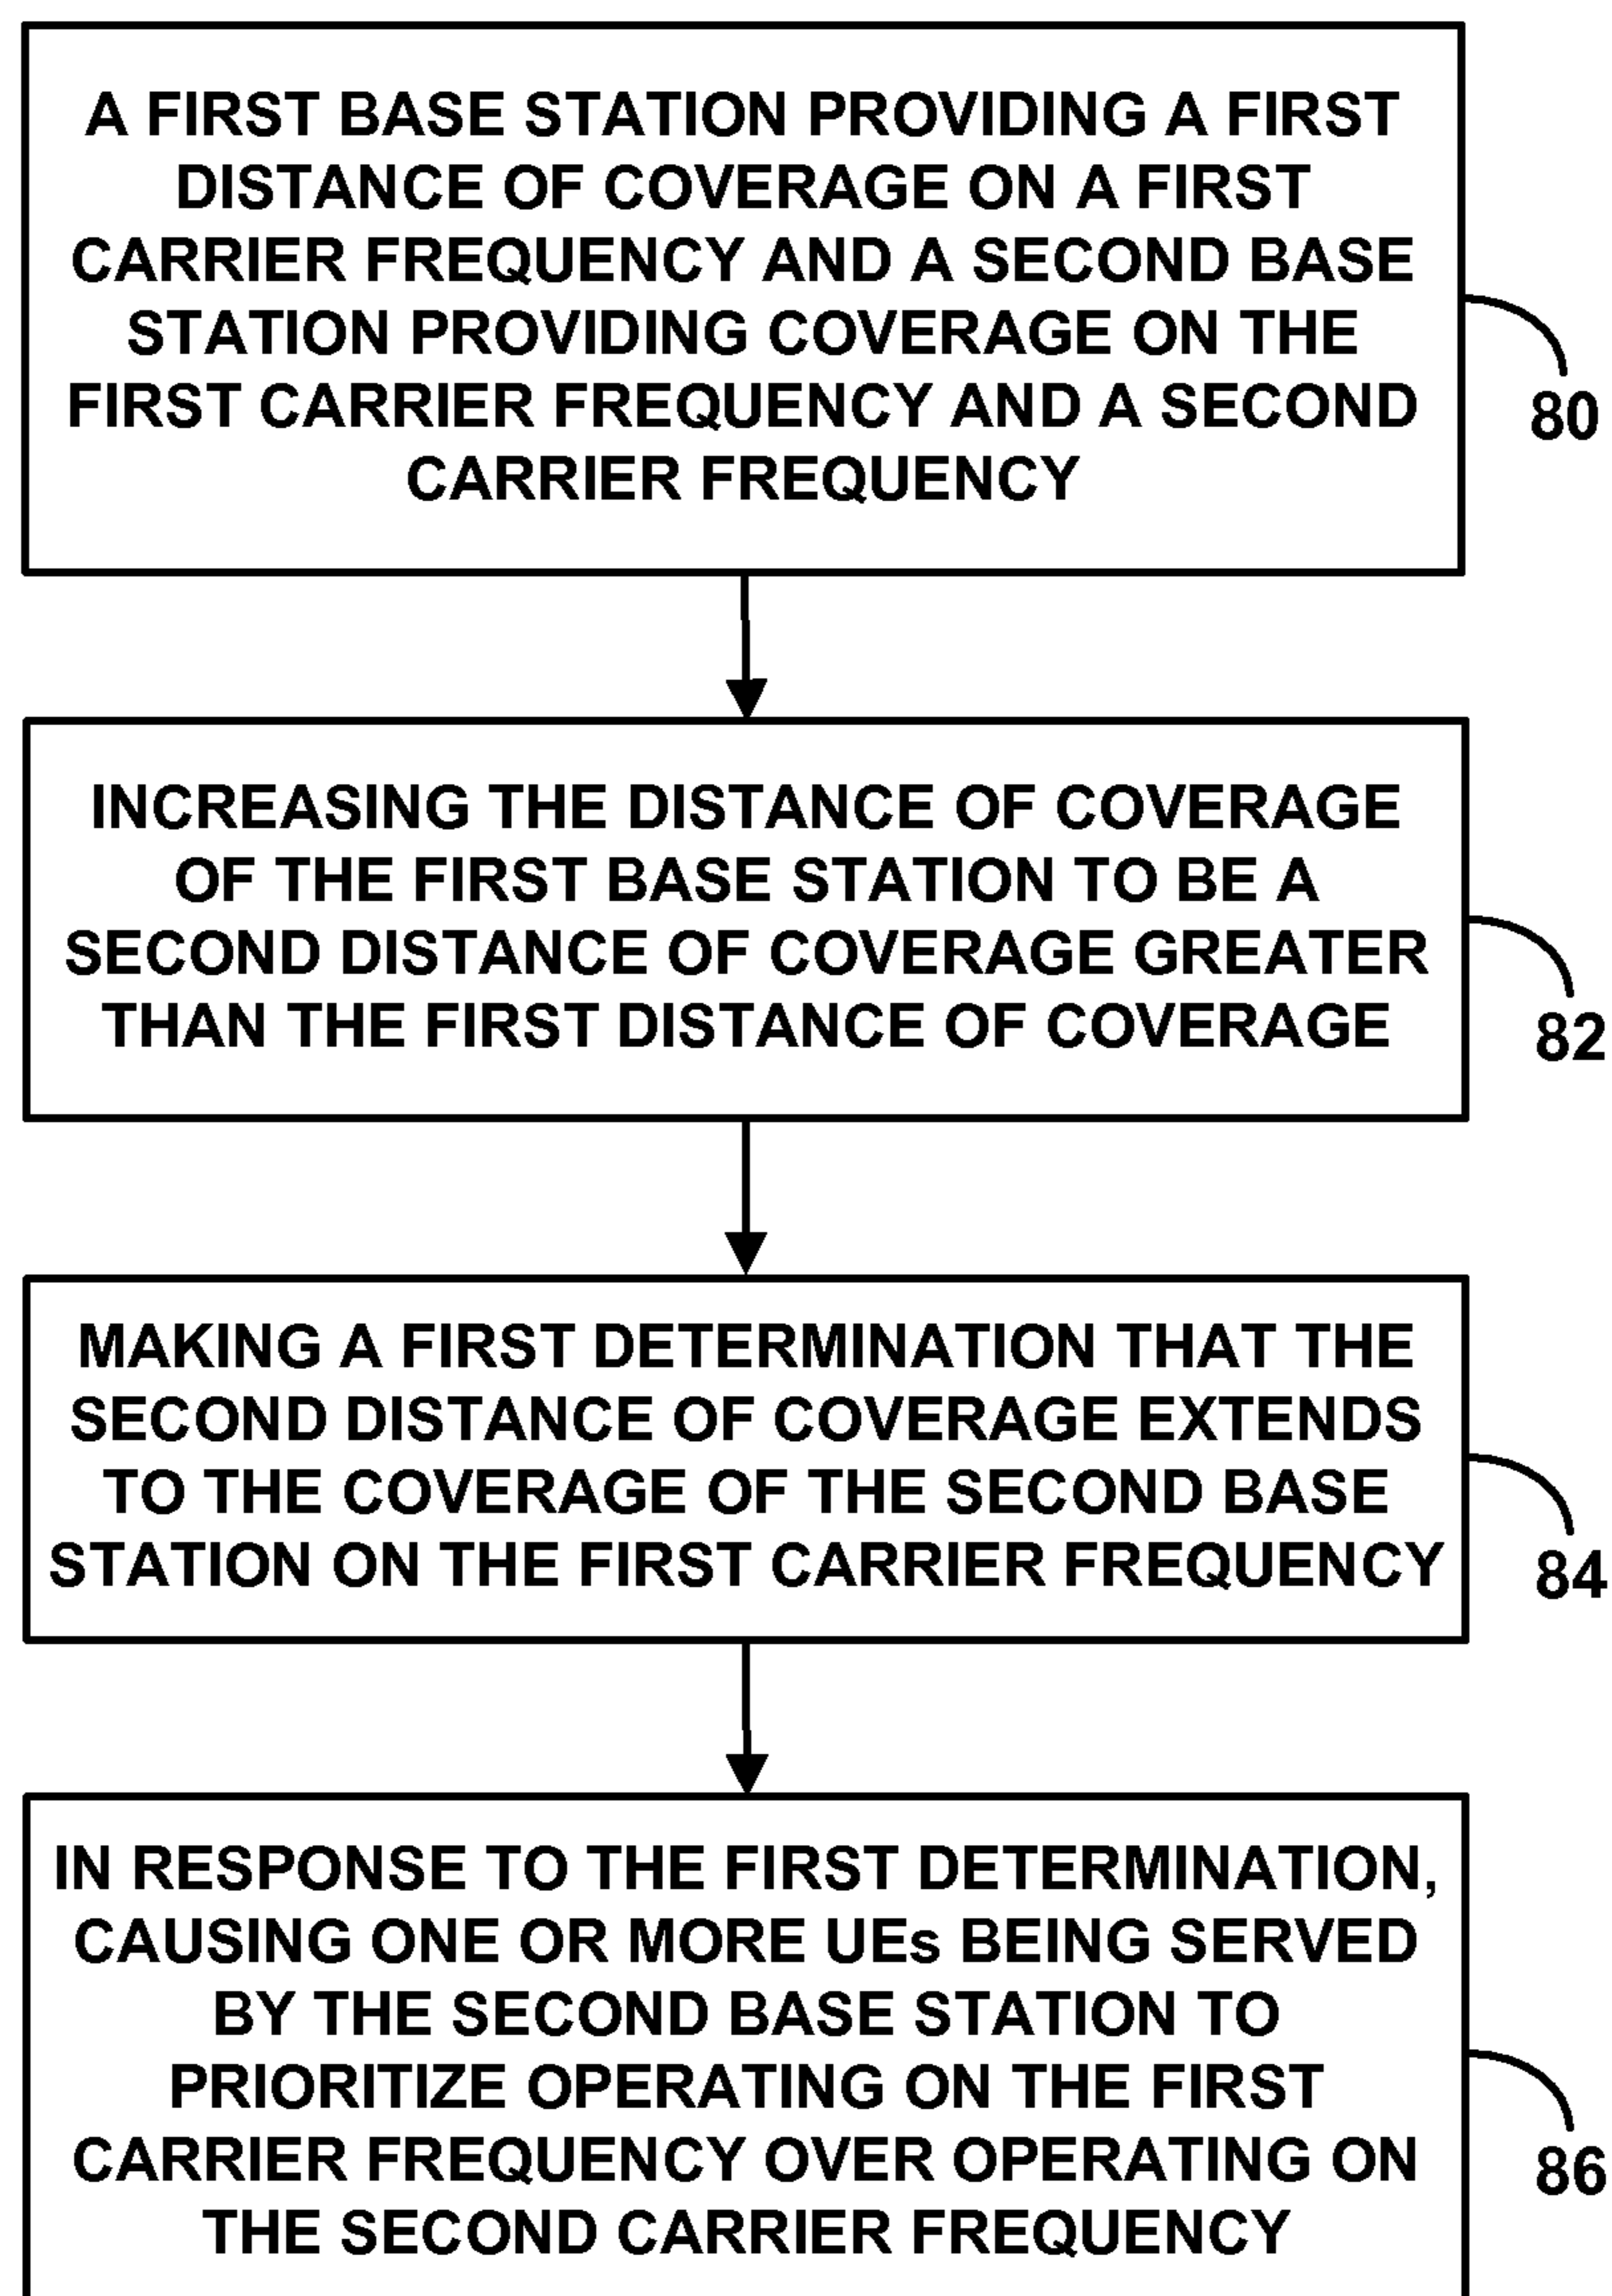 A FIRST BASE STATION PROVIDING A FIRST
DISTANCE OF COVERAGE ON A FIRST
CARRIER FREQUENCY AND A SECOND BASE
STATION PROVIDING COVERAGE ON THE
FIRST CARRIER FREQUENCY AND A SECOND
CARRIER FREQUENCY
80
INCREASING THE DISTANCE OF COVERAGE
OF THE FIRST BASE STATION TO BE A
SECOND DISTANCE OF COVERAGE GREATER
THAN THE FIRST DISTANCE OF COVERAGE
82
MAKING A FIRST DETERMINATION THAT THE
SECOND DISTANCE OF COVERAGE EXTENDS
TO THE COVERAGE OF THE SECOND BASE
STATION ON THE FIRST CARRIER FREQUENCY
84
IN RESPONSE TO THE FIRST DETERMINATION,
CAUSING ONE OR MORE UEs BEING SERVED
BY THE SECOND BASE STATION TO
PRIORITIZE OPERATING ON THE FIRST
CARRIER FREQUENCY OVER OPERATING ON
THE SECOND CARRIER FREQUENCY
86